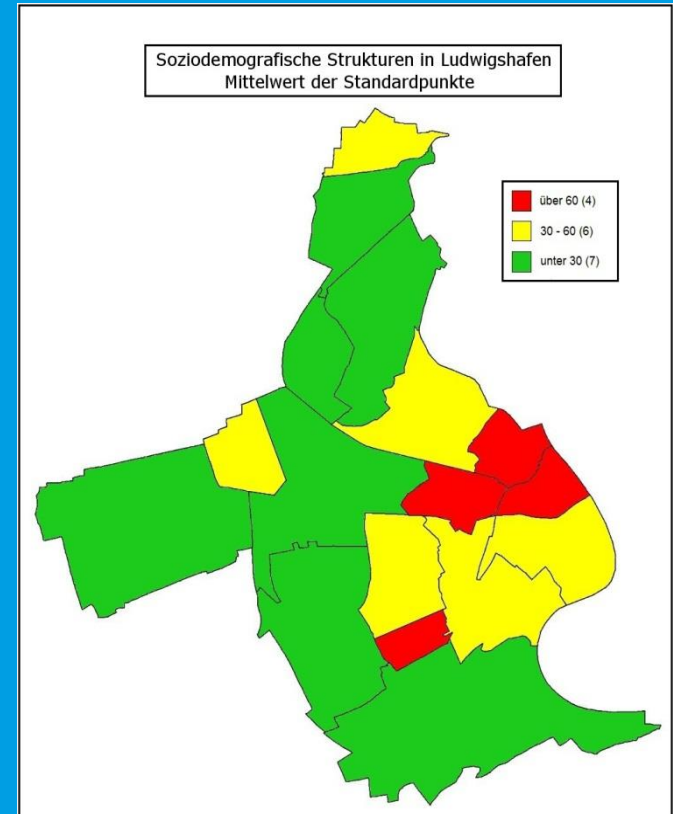 Soziodemografische Strukturen in Ludwigshafen
Mittelwert der Standardpunkte
über 60 (4)
30 - 60 (6)
unter 30 (7)